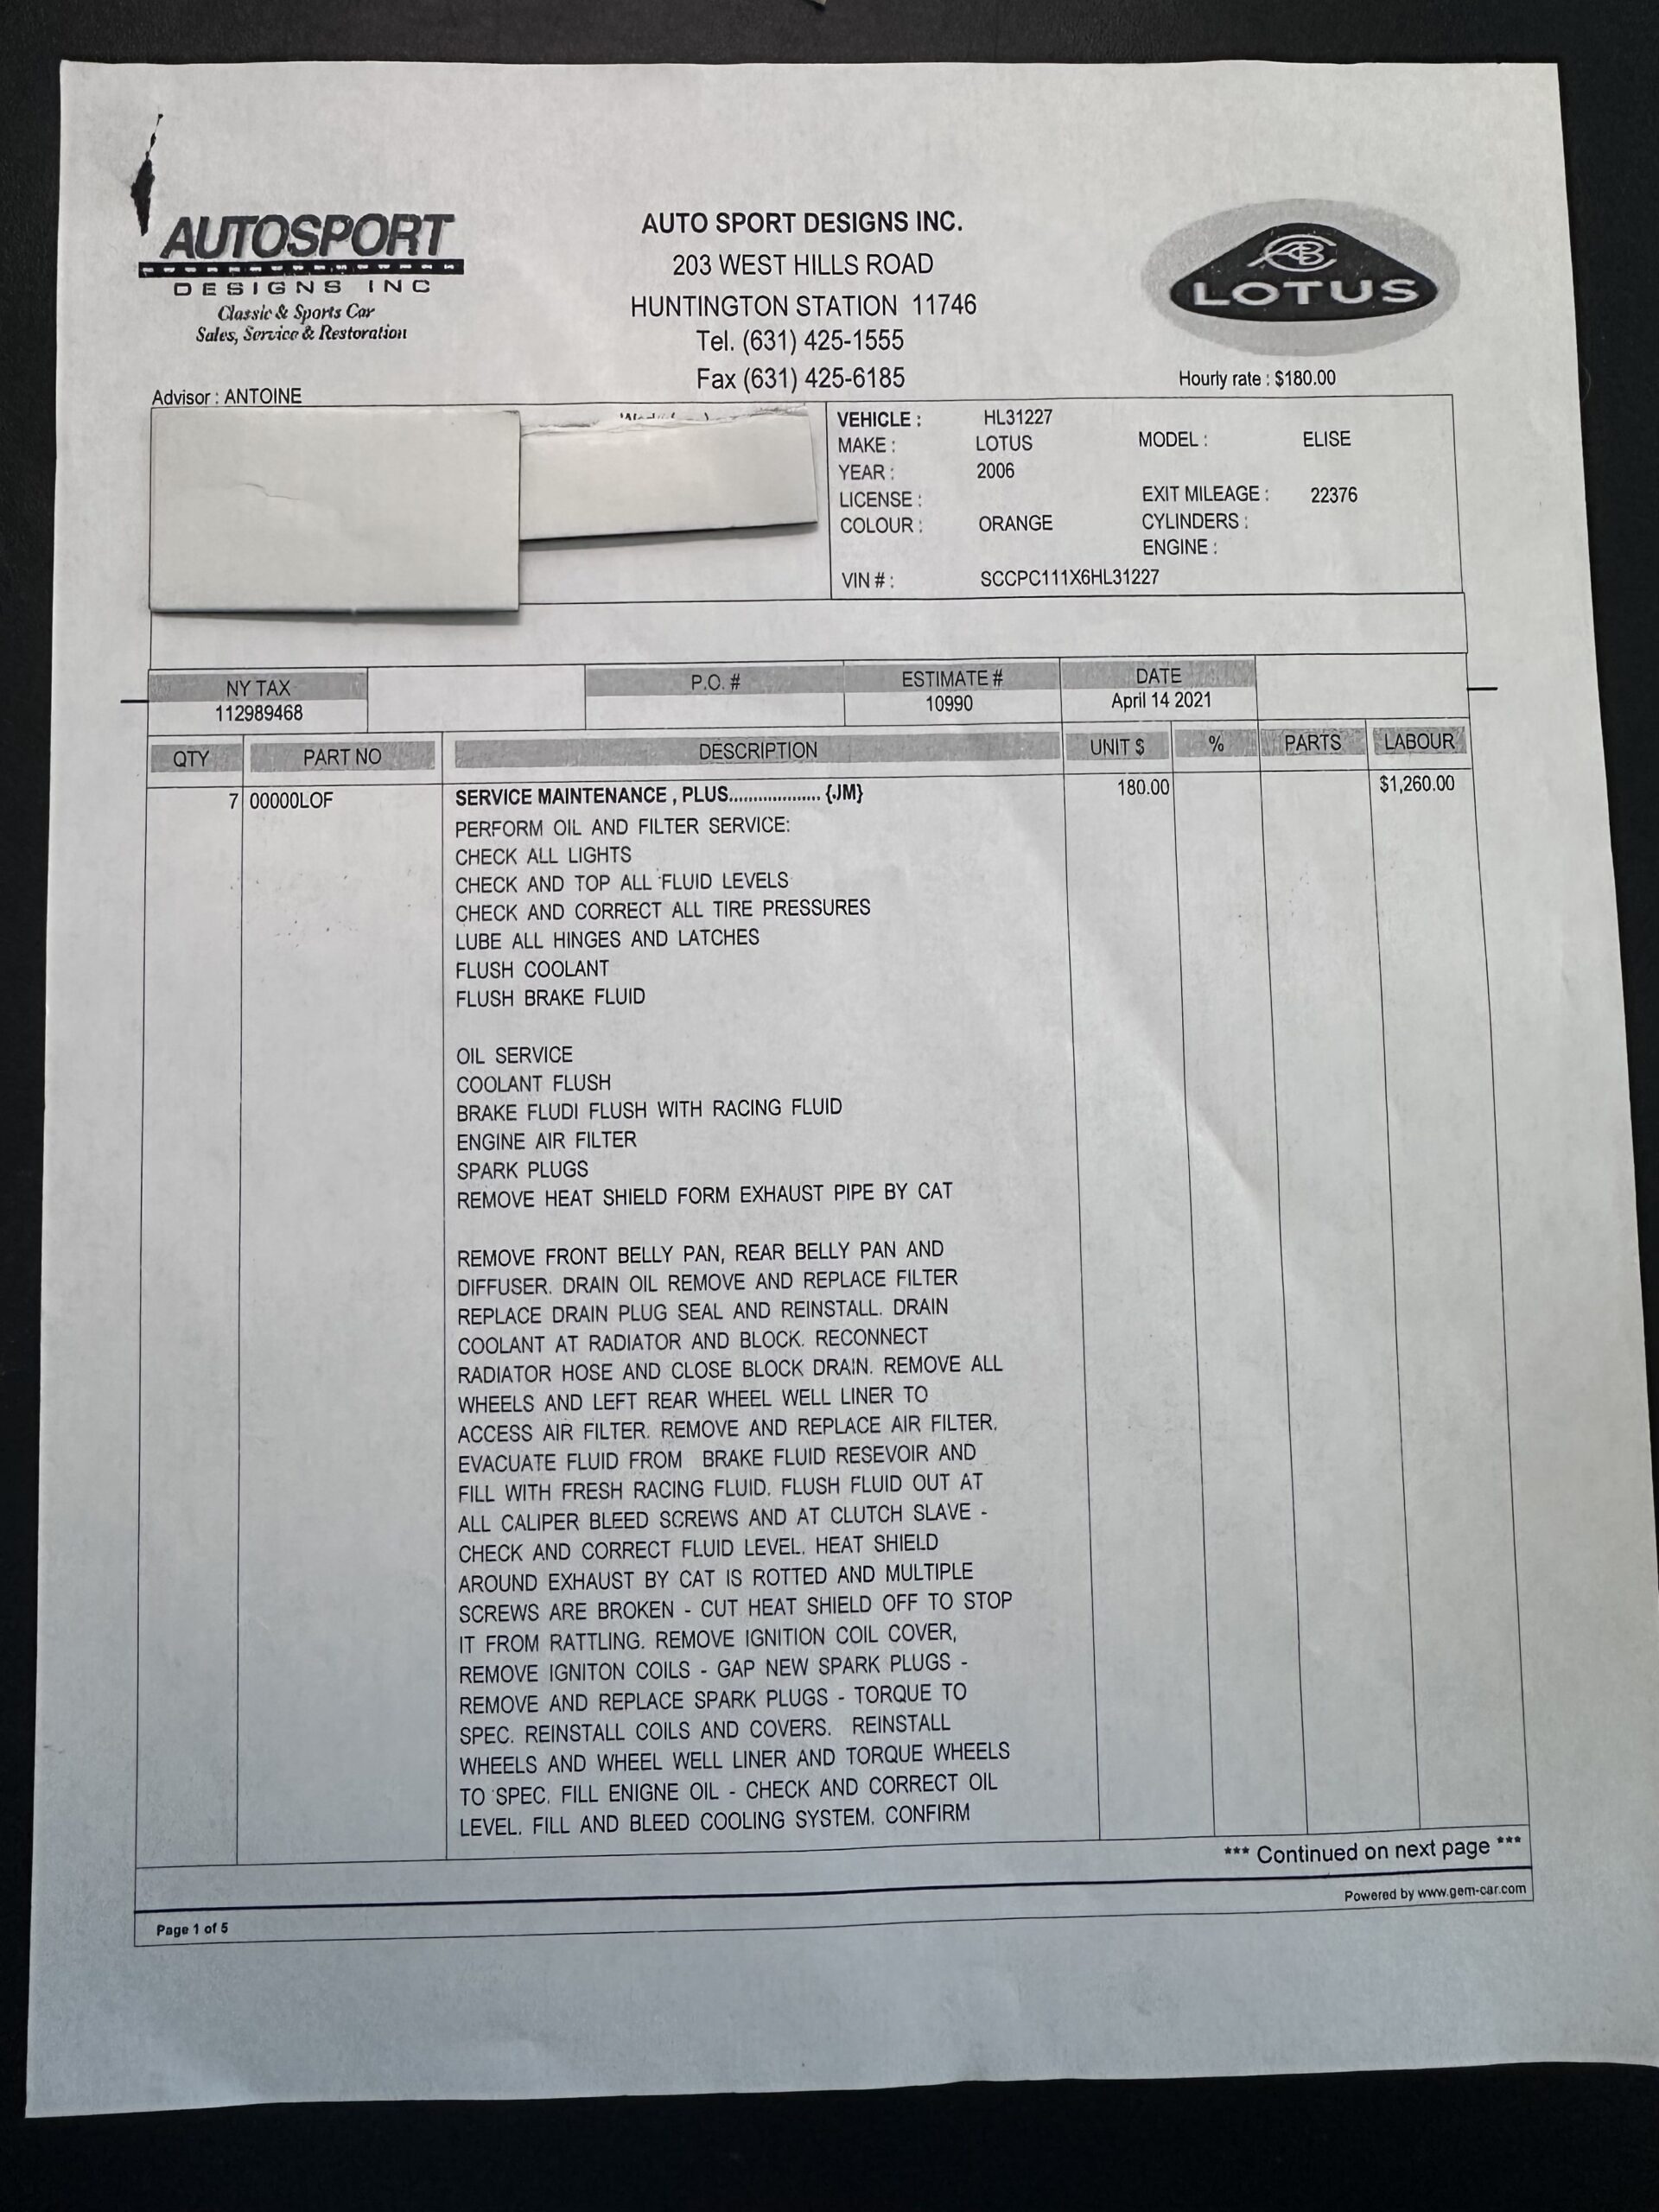 AUTOSPORT
DESIGNS INC
Classic & Sports Car
Sales, Service & Restoration
AUTO SPORT DESIGNS INC.
203 WEST HILLS ROAD
HUNTINGTON STATION 11746
Tel. (631) 425-1555
Fax (631) 425-6185
LOTUS
Hourly rate : $180.00
Advisor : ANTOINE
VEHICLE : HL31227
MAKE : LOTUS MODEL : ELISE
YEAR : 2006
LICENSE : EXIT MILEAGE : 22376
COLOUR : ORANGE CYLINDERS :
ENGINE :
VIN # : SCCPC111X6HL31227
NY TAX P.O. # ESTIMATE # DATE
112989468 10990 April 14 2021
QTY PART NO DESCRIPTION UNIT $ % PARTS LABOUR
7 00000LOF SERVICE MAINTENANCE , PLUS.................... {JM} 180.00 $1,260.00
PERFORM OIL AND FILTER SERVICE:
CHECK ALL LIGHTS
CHECK AND TOP ALL FLUID LEVELS
CHECK AND CORRECT ALL TIRE PRESSURES
LUBE ALL HINGES AND LATCHES
FLUSH COOLANT
FLUSH BRAKE FLUID
OIL SERVICE
COOLANT FLUSH
BRAKE FLUDI FLUSH WITH RACING FLUID
ENGINE AIR FILTER
SPARK PLUGS
REMOVE HEAT SHIELD FORM EXHAUST PIPE BY CAT
REMOVE FRONT BELLY PAN, REAR BELLY PAN AND
DIFFUSER. DRAIN OIL REMOVE AND REPLACE FILTER
REPLACE DRAIN PLUG SEAL AND REINSTALL. DRAIN
COOLANT AT RADIATOR AND BLOCK. RECONNECT
RADIATOR HOSE AND CLOSE BLOCK DRAIN. REMOVE ALL
WHEELS AND LEFT REAR WHEEL WELL LINER TO
ACCESS AIR FILTER. REMOVE AND REPLACE AIR FILTER.
EVACUATE FLUID FROM BRAKE FLUID RESEVOIR AND
FILL WITH FRESH RACING FLUID. FLUSH FLUID OUT AT
ALL CALIPER BLEED SCREWS AND AT CLUTCH SLAVE -
CHECK AND CORRECT FLUID LEVEL. HEAT SHIELD
AROUND EXHAUST BY CAT IS ROTTED AND MULTIPLE
SCREWS ARE BROKEN - CUT HEAT SHIELD OFF TO STOP
IT FROM RATTLING. REMOVE IGNITION COIL COVER,
REMOVE IGNITON COILS - GAP NEW SPARK PLUGS -
REMOVE AND REPLACE SPARK PLUGS - TORQUE TO
SPEC. REINSTALL COILS AND COVERS. REINSTALL
WHEELS AND WHEEL WELL LINER AND TORQUE WHEELS
TO SPEC. FILL ENIGNE OIL - CHECK AND CORRECT OIL
LEVEL. FILL AND BLEED COOLING SYSTEM. CONFIRM
*** Continued on next page ***
Powered by www.gem-car.com
Page 1 of 5